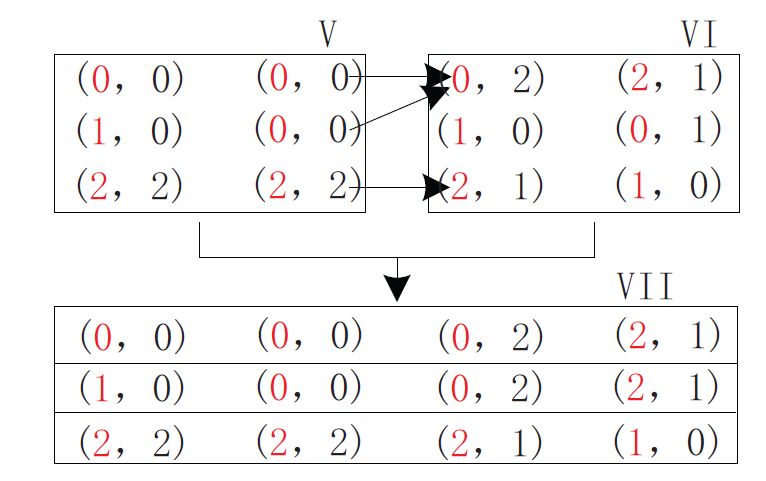 V VI
(0, 0) (0, 0) (0, 2) (2, 1)
(1, 0) (0, 0) (1, 0) (0, 1)
(2, 2) (2, 2) (2, 1) (1, 0)
VII
(0, 0) (0, 0) (0, 2) (2, 1)
(1, 0) (0, 0) (0, 2) (2, 1)
(2, 2) (2, 2) (2, 1) (1, 0)